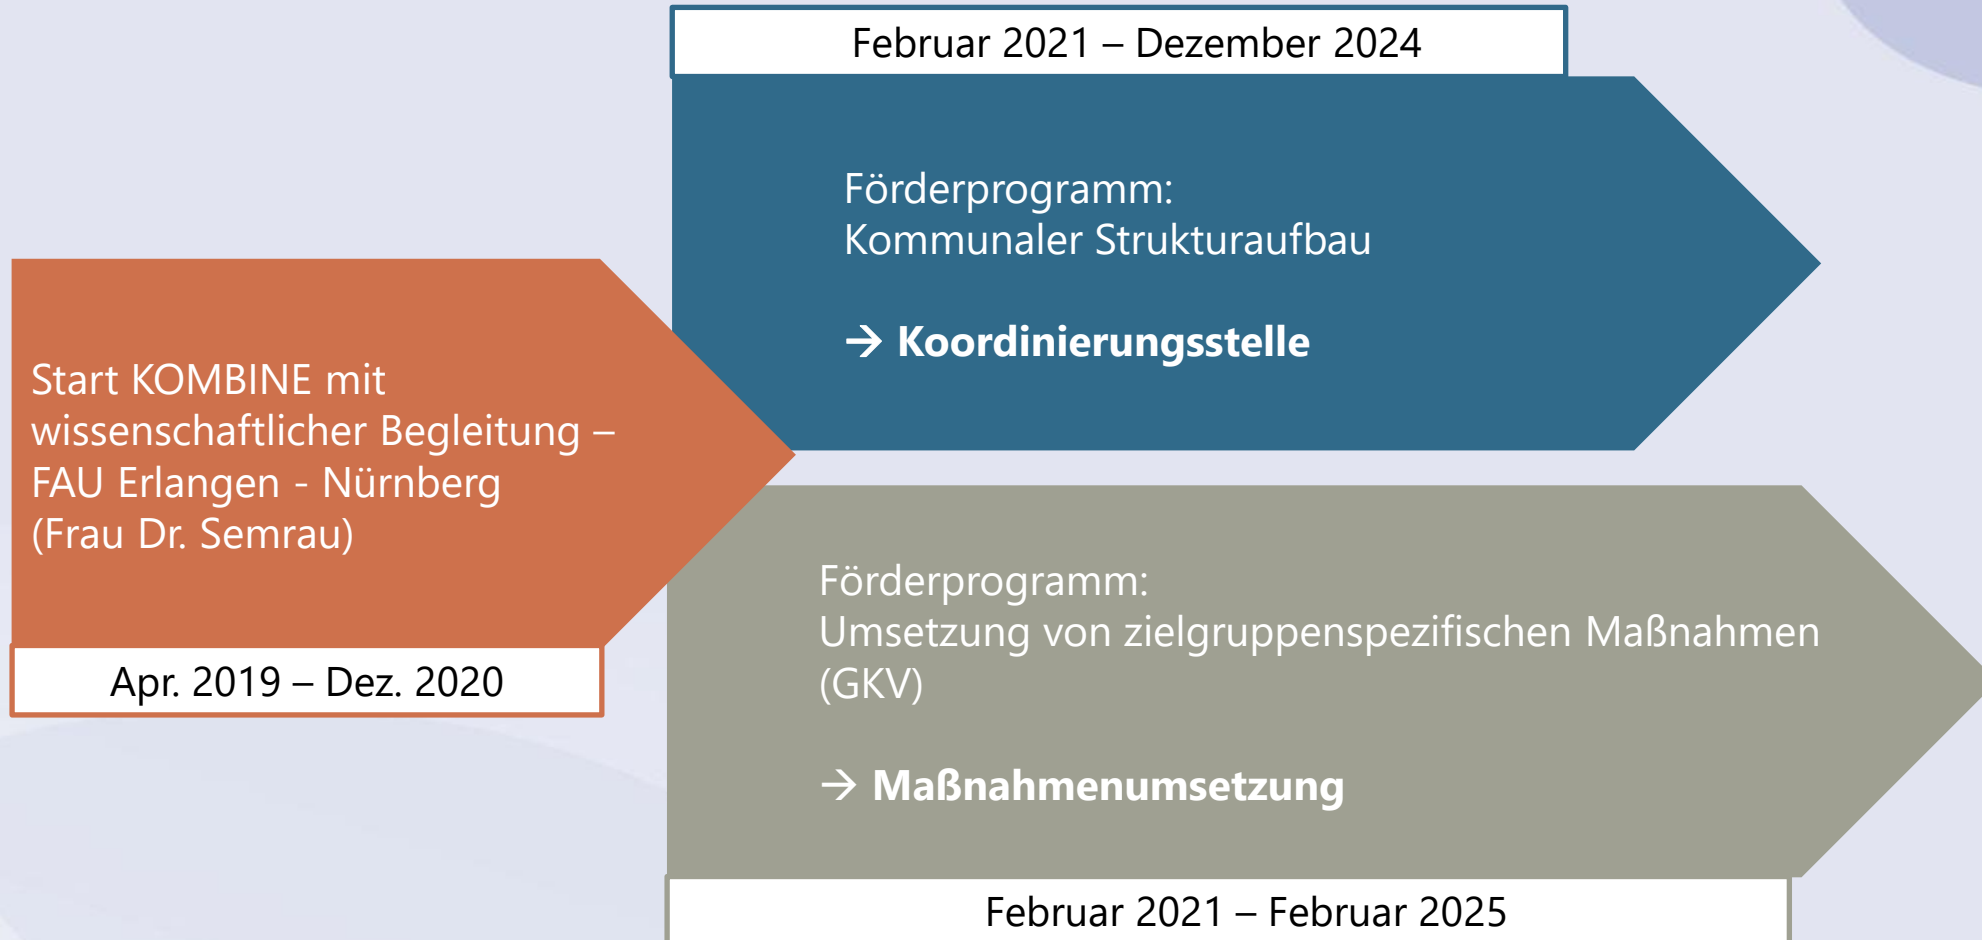 Februar 2021 – Dezember 2024
Förderprogramm:
Kommunaler Strukturaufbau
→ Koordinierungsstelle
Start KOMBINE mit
wissenschaftlicher Begleitung –
FAU Erlangen - Nürnberg
(Frau Dr. Semrau)
Apr. 2019 – Dez. 2020
Förderprogramm:
Umsetzung von zielgruppenspezifischen Maßnahmen
(GKV)
→ Maßnahmenumsetzung
Februar 2021 – Februar 2025